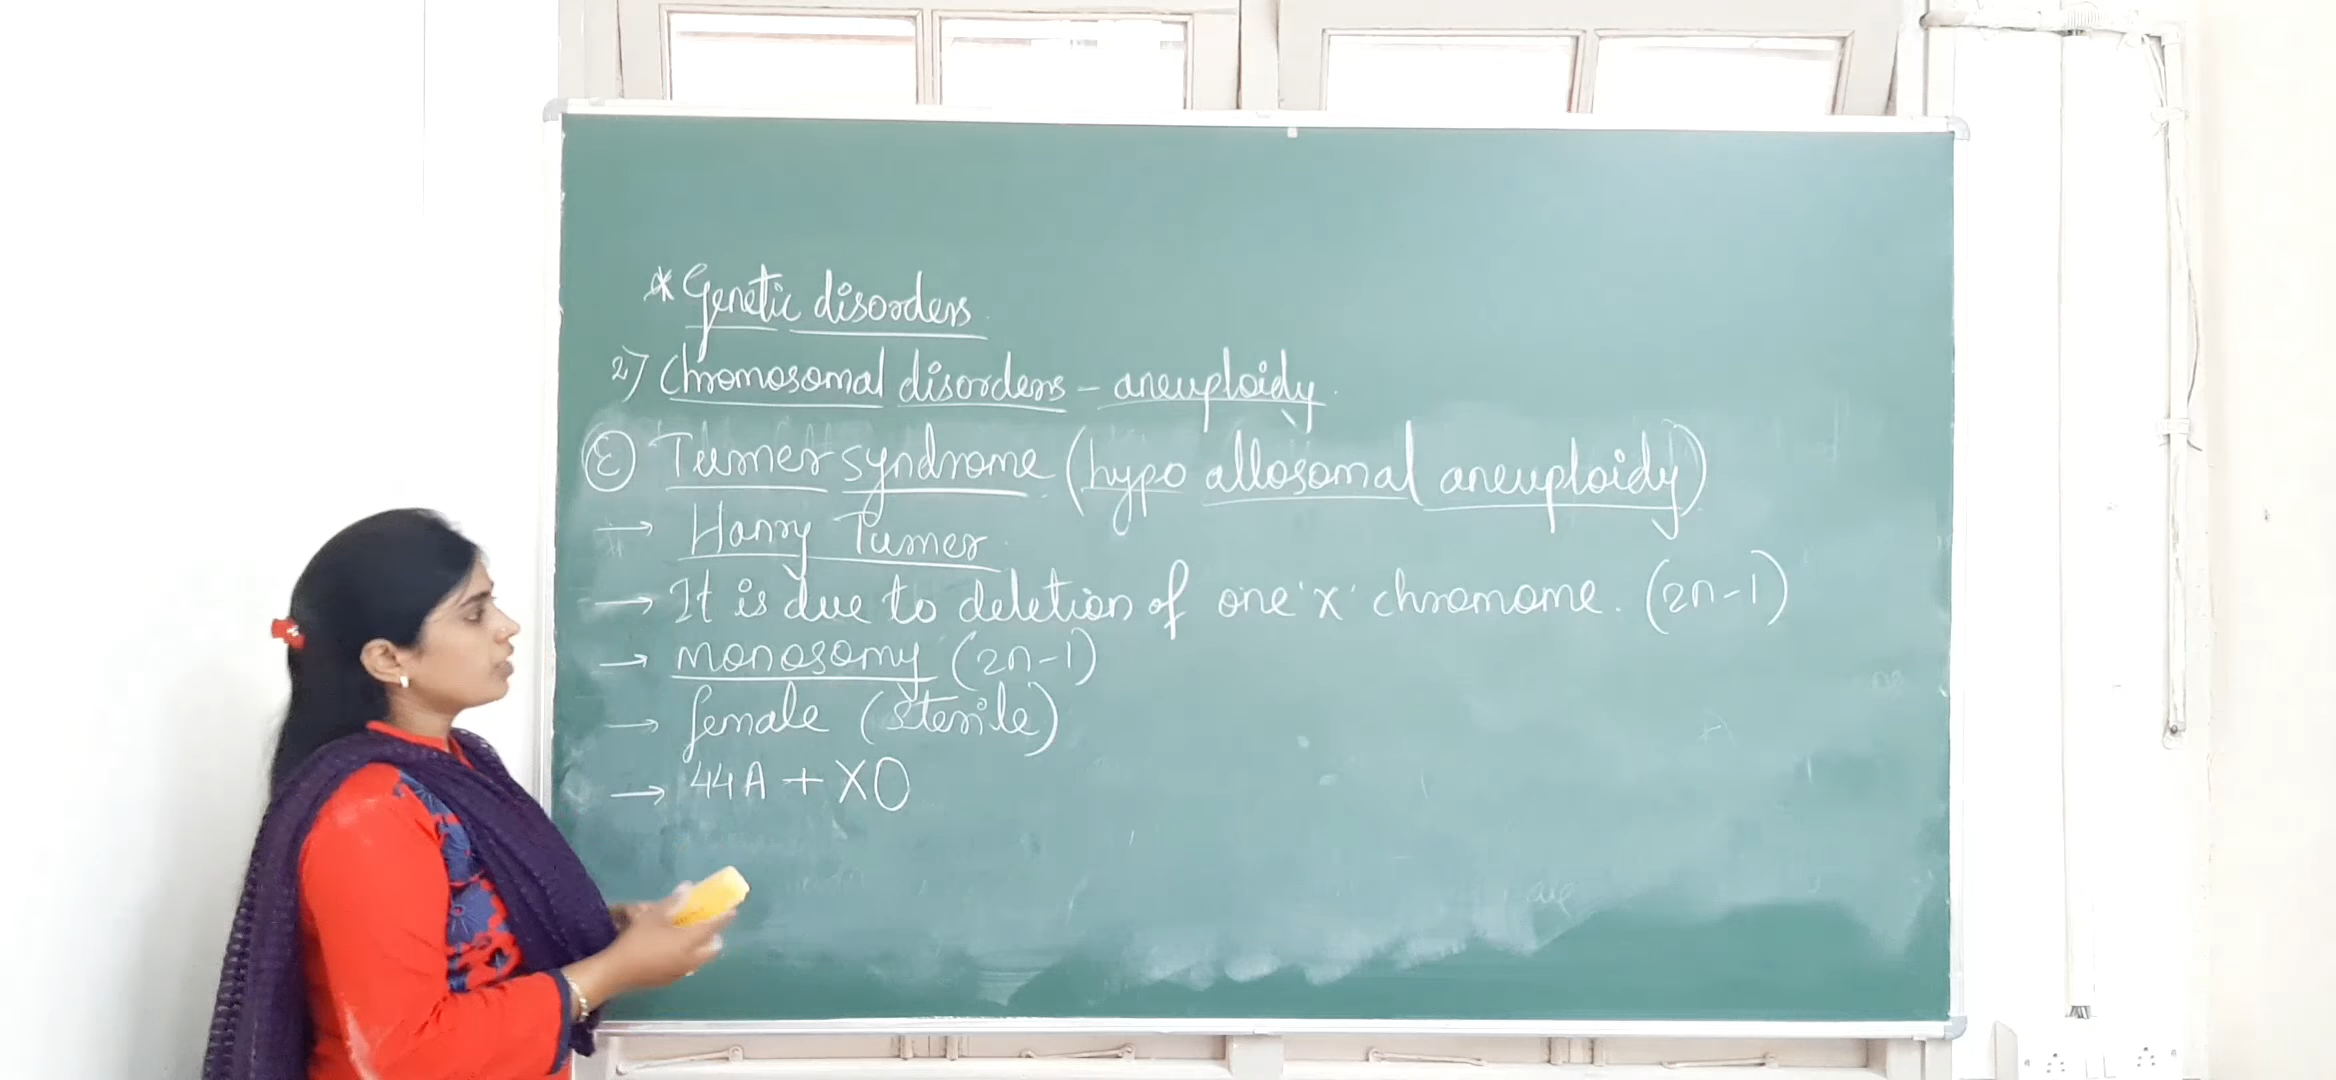 * Genetic disorders.
2) Chromosomal disorders - aneuploidy.
Turner syndrome (hypo allosomal aneuploidy)
→ Harry Turner.
→ It is due to deletion of one 'X' chromome. (2n-1)
→ monosomy (2n-1)
→ female (sterile)
→ 44A + XO